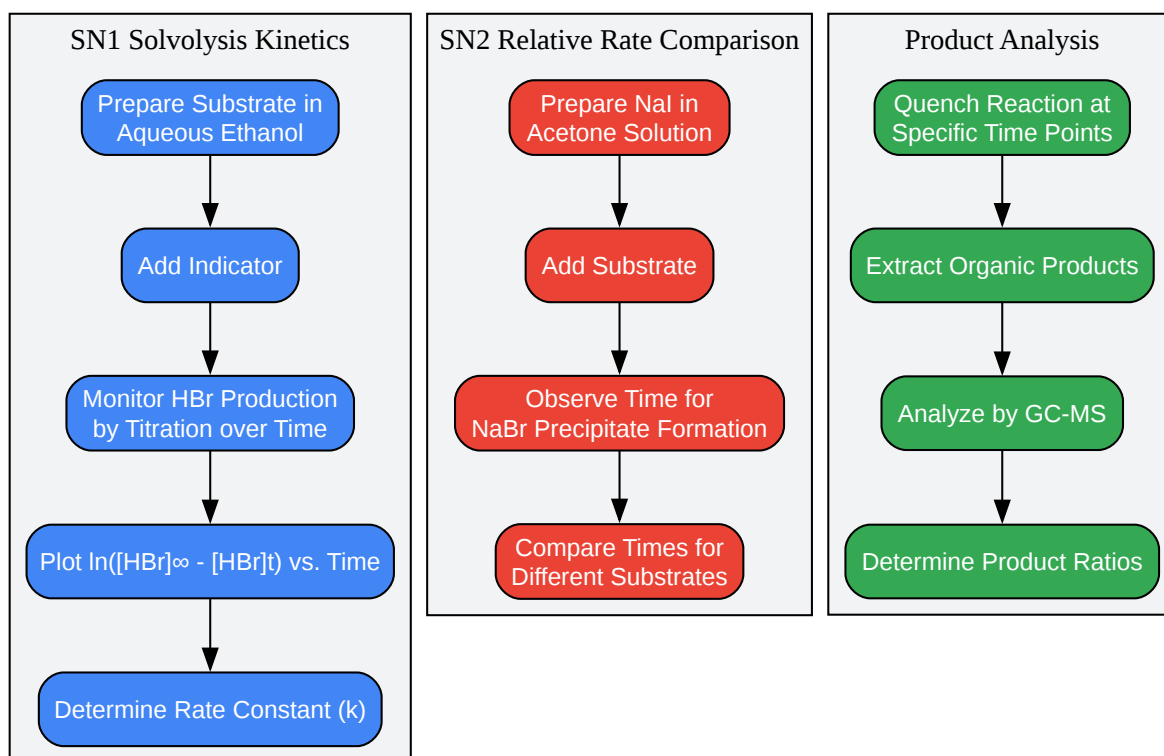 SN1 Solvolysis Kinetics
Prepare Substrate in
Aqueous Ethanol
Add Indicator
Monitor HBr Production
by Titration over Time
Plot ln([HBr]∞ - [HBr]t) vs. Time
Determine Rate Constant (k)
SN2 Relative Rate Comparison
Prepare NaI in
Acetone Solution
Add Substrate
Observe Time for
NaBr Precipitate Formation
Compare Times for
Different Substrates
Product Analysis
Quench Reaction at
Specific Time Points
Extract Organic Products
Analyze by GC-MS
Determine Product Ratios